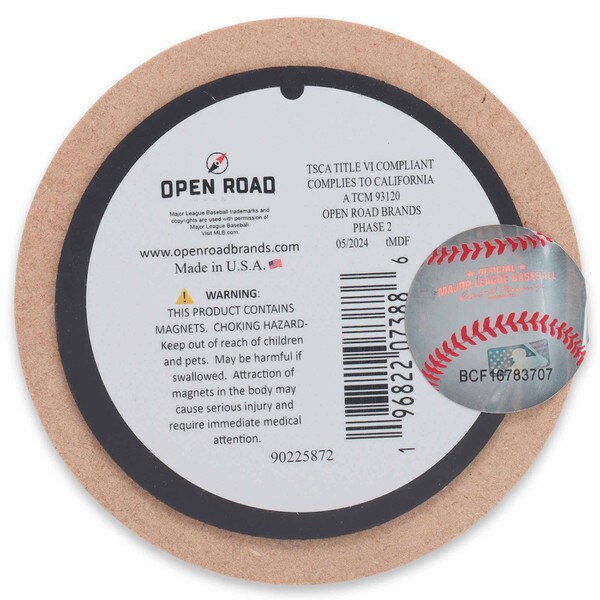 OPEN ROAD
Major League Baseball trademarks and
copyrights are used with permission of
Major League Baseball.
Visit MLB.com.
www.openroadbrands.com
Made in U.S.A.
WARNING:
THIS PRODUCT CONTAINS
MAGNETS. CHOKING HAZARD-
Keep out of reach of children
and pets. May be harmful if
swallowed. Attraction of
magnets in the body may
cause serious injury and
require immediate medical
attention.
90225872
TSCA TITLE VI COMPLIANT
COMPLIES TO CALIFORNIA
A TCM 93120
OPEN ROAD BRANDS
PHASE 2
05/2024 tMDF
1 96822 07388 6
OFFICIAL
MAJOR LEAGUE BASEBALL
BCF16783707